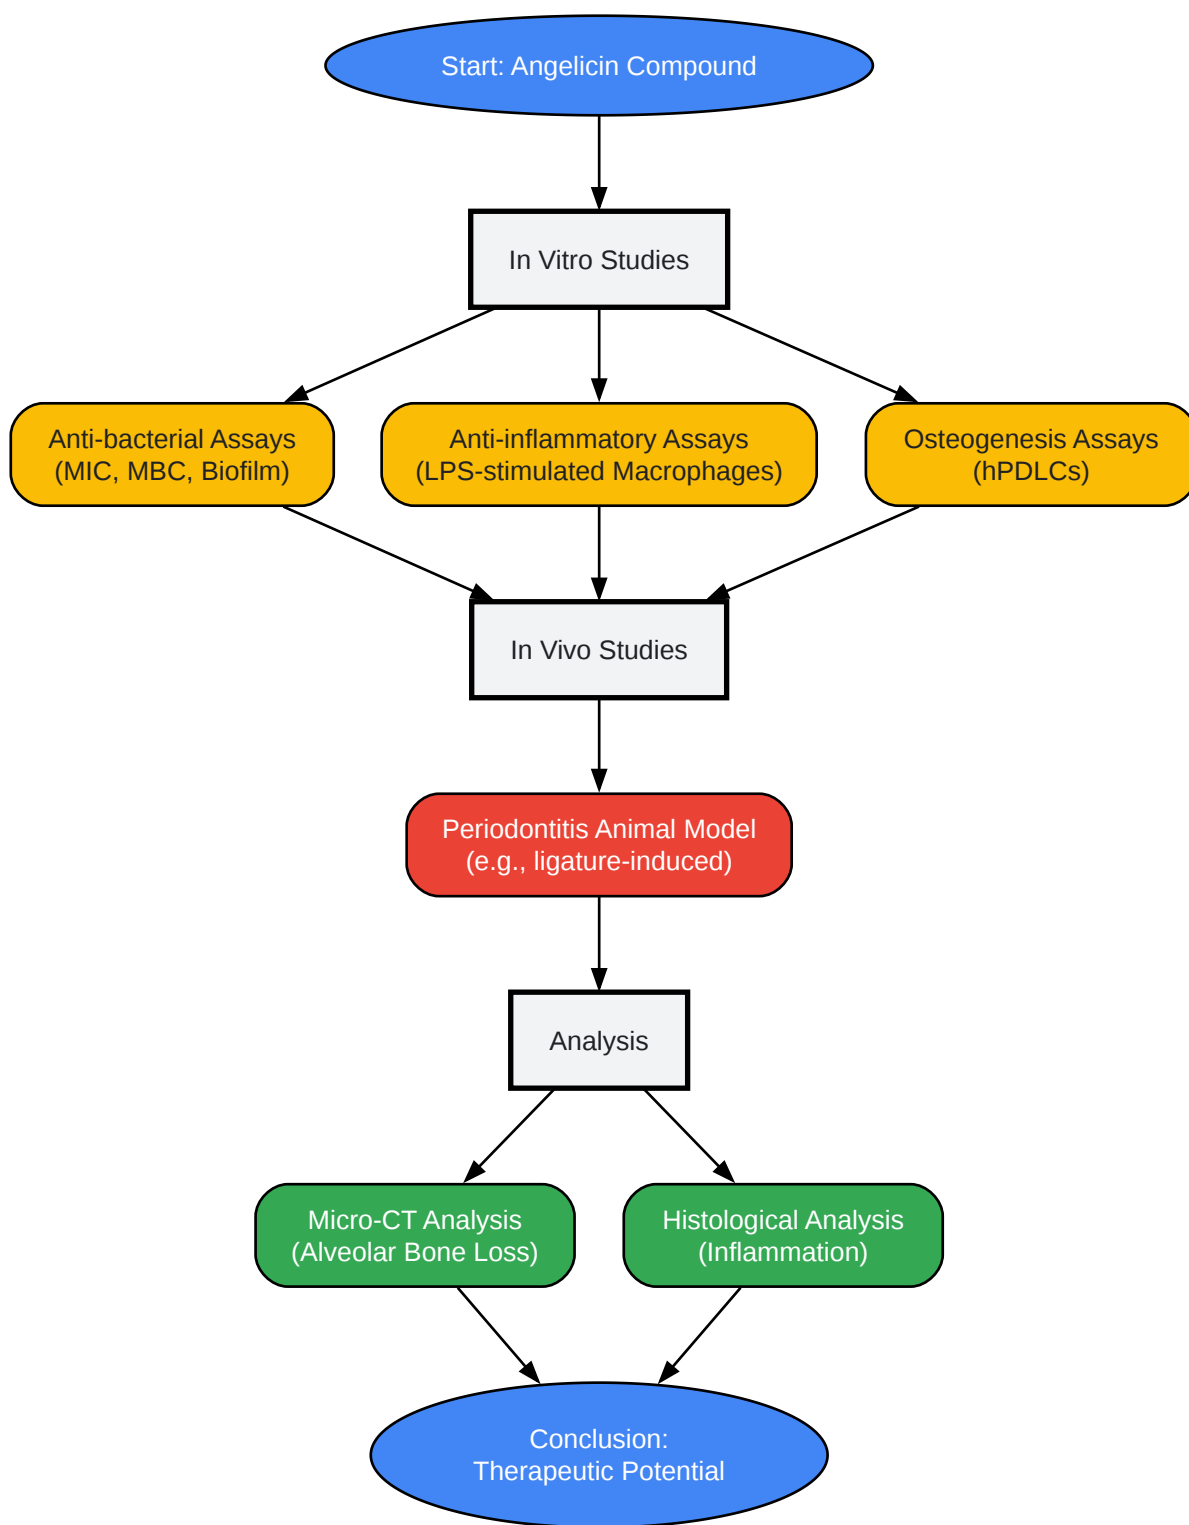 Start: Angelicin Compound
In Vitro Studies
Anti-bacterial Assays
(MIC, MBC, Biofilm)
Anti-inflammatory Assays
(LPS-stimulated Macrophages)
Osteogenesis Assays
(hPDLCs)
In Vivo Studies
Periodontitis Animal Model
(e.g., ligature-induced)
Analysis
Micro-CT Analysis
(Alveolar Bone Loss)
Histological Analysis
(Inflammation)
Conclusion:
Therapeutic Potential